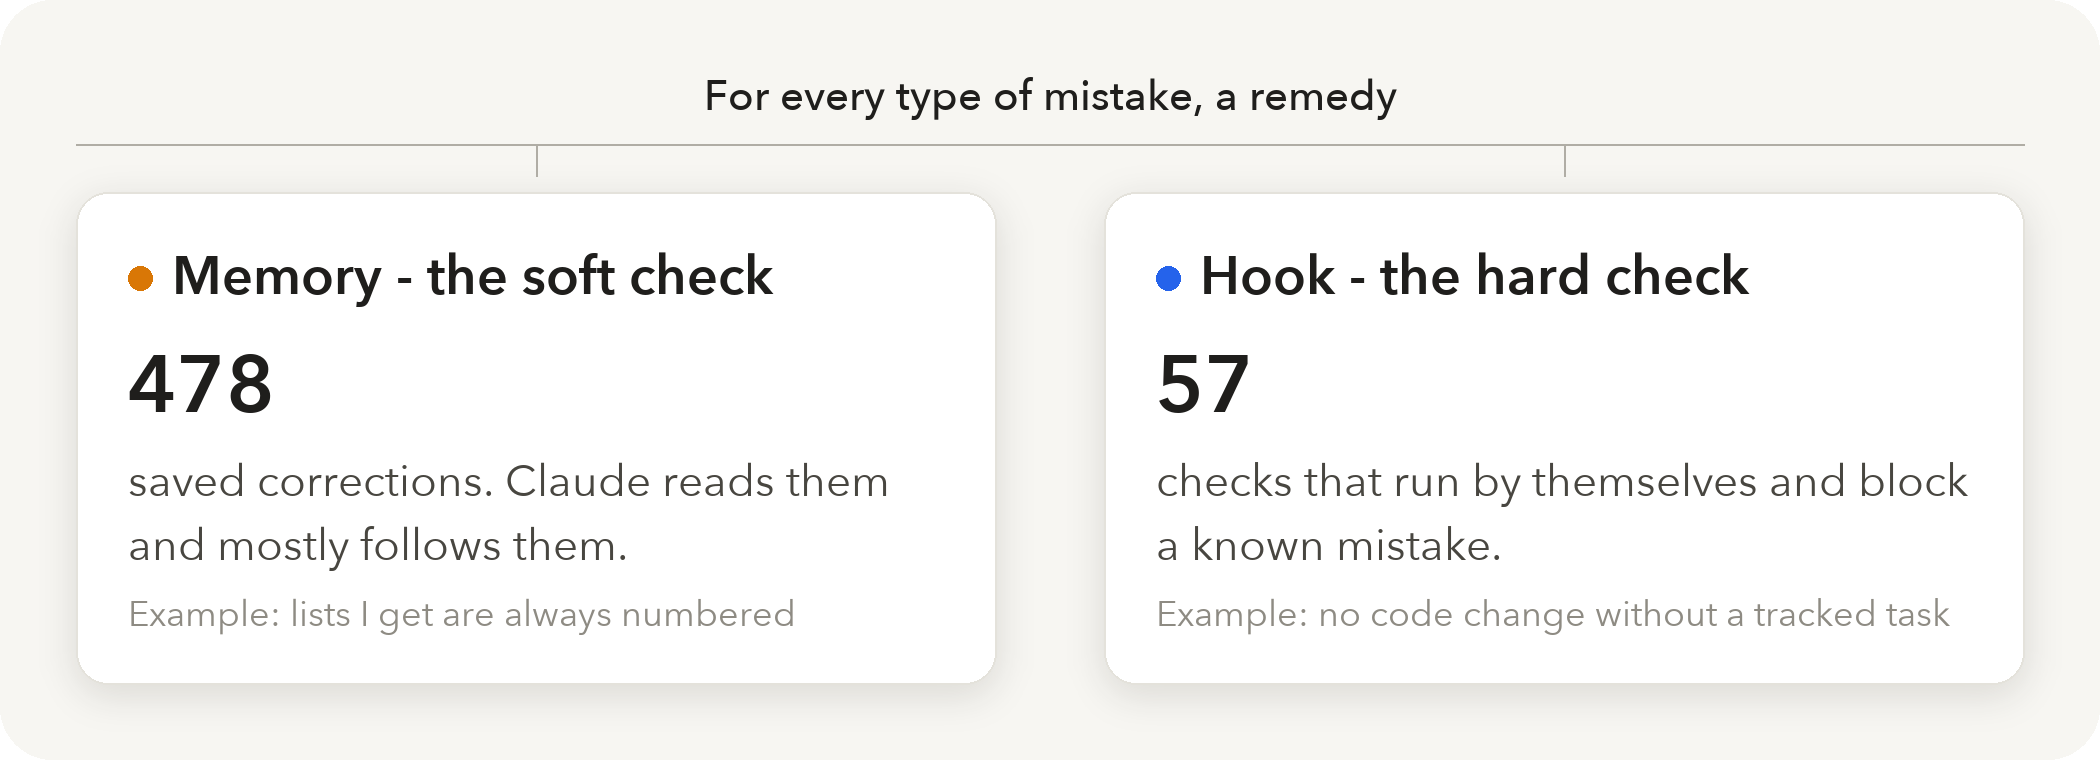 For every type of mistake, a remedy
Memory - the soft check
478
saved corrections. Claude reads them
and mostly follows them.
Example: lists I get are always numbered
Hook - the hard check
57
checks that run by themselves and block
a known mistake.
Example: no code change without a tracked task